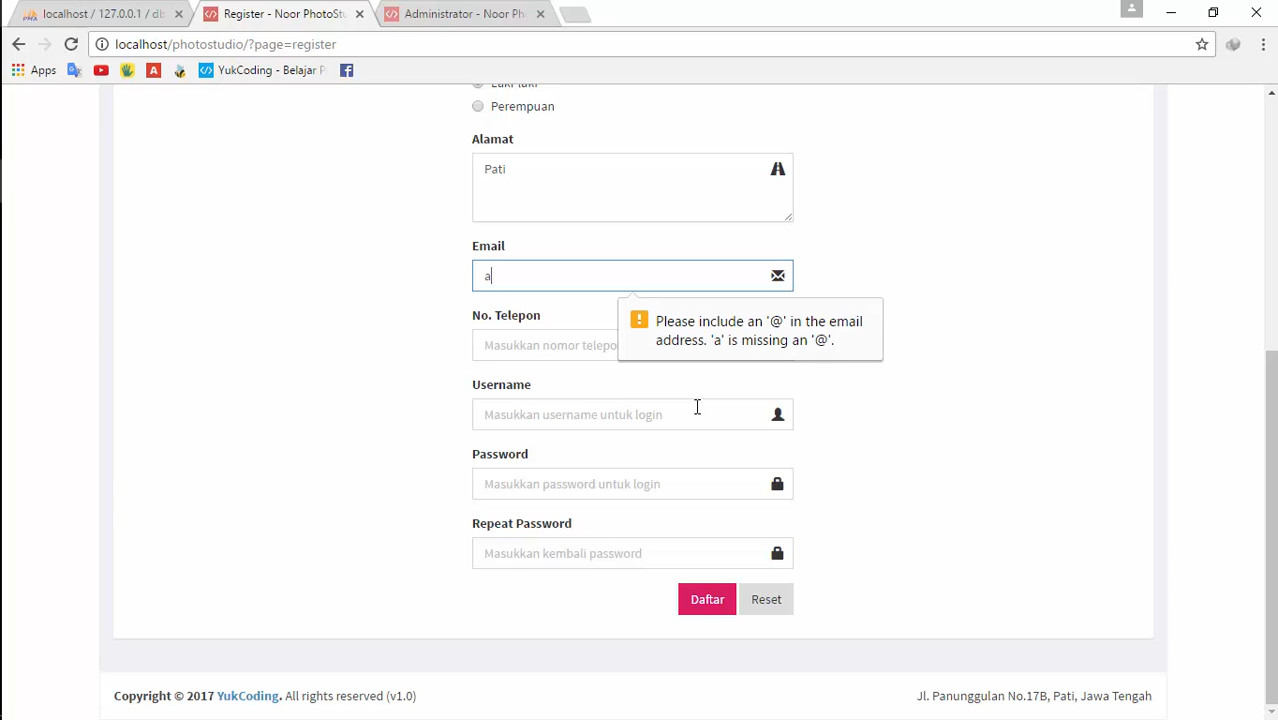 localhost / 127.0.0.1 / db
Register - Noor PhotoStu
Administrator - Noor Pho
localhost/photostudio/?page=register
Apps
YukCoding - Belajar P
Laki-laki
Perempuan
Alamat
Pati
Email
a
Please include an '@' in the email
address. 'a' is missing an '@'.
No. Telepon
Masukkan nomor telepo
Username
Masukkan username untuk login
Password
Masukkan password untuk login
Repeat Password
Masukkan kembali password
Daftar
Reset
Copyright © 2017 YukCoding. All rights reserved (v1.0)
Jl. Panunggulan No.17B, Pati, Jawa Tengah